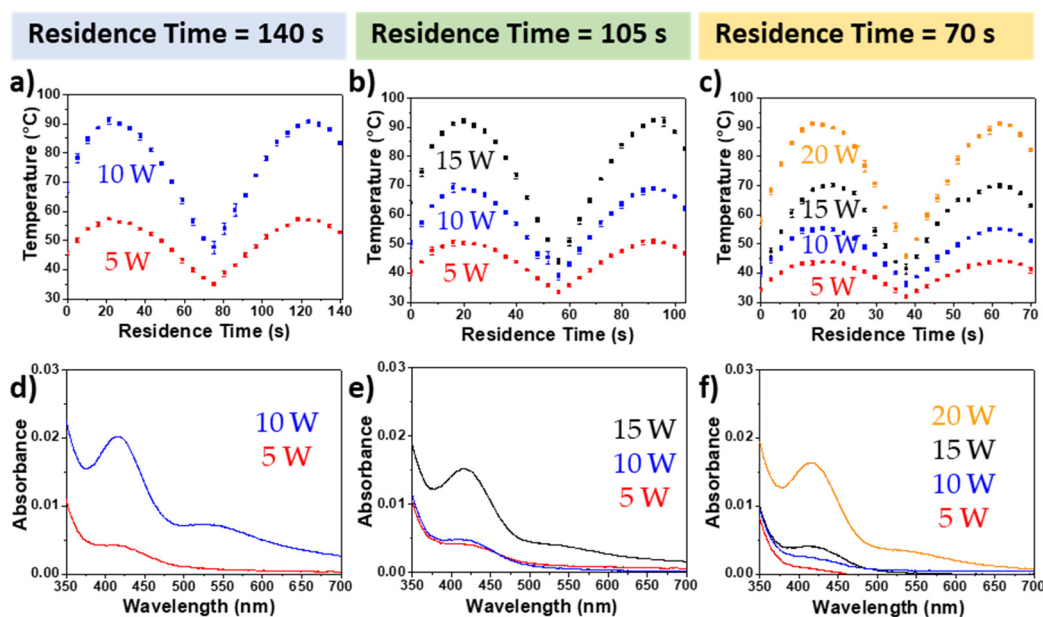 Residence Time = 140 s
Residence Time = 105 s
Residence Time = 70 s
a)
Temperature (°C)
100
90
80
70
60
50
40
30
10 W
5 W
0 20 40 60 80 100 120 140
Residence Time (s)
b)
Temperature (°C)
100
90
80
70
60
50
40
30
15 W
10 W
5 W
0 20 40 60 80 100
Residence Time (s)
c)
Temperature (°C)
100
90
80
70
60
50
40
30
20 W
15 W
10 W
5 W
0 10 20 30 40 50 60 70
Residence Time (s)
d)
Absorbance
0.03
0.02
0.01
0.00
10 W
5 W
350 400 450 500 550 600 650 700
Wavelength (nm)
e)
Absorbance
0.03
0.02
0.01
0.00
15 W
10 W
5 W
350 400 450 500 550 600 650 700
Wavelength (nm)
f)
Absorbance
0.03
0.02
0.01
0.00
20 W
15 W
10 W
5 W
350 400 450 500 550 600 650 700
Wavelength (nm)